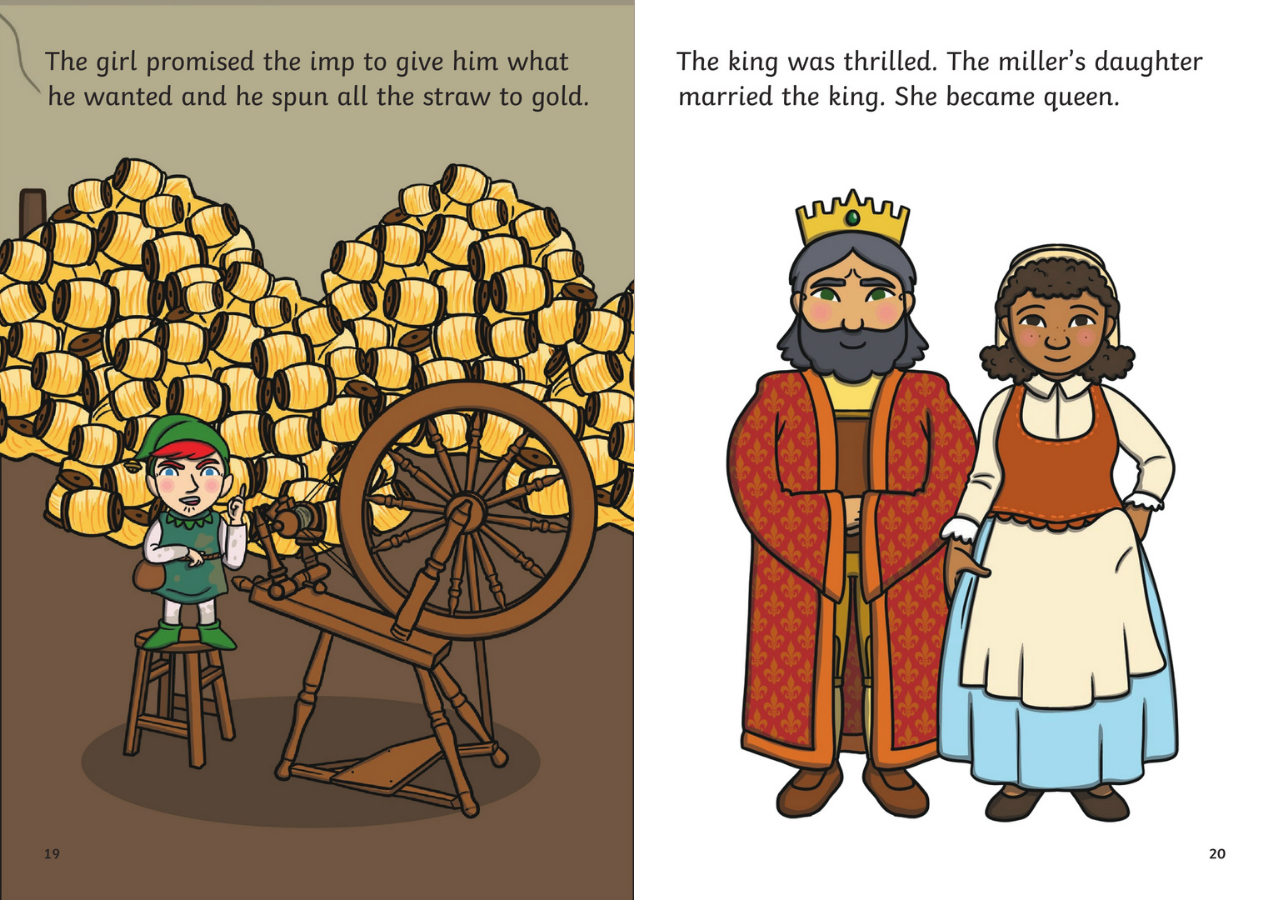 The girl promised the imp to give him what
he wanted and he spun all the straw to gold.
19
The king was thrilled. The miller's daughter
married the king. She became queen.
20